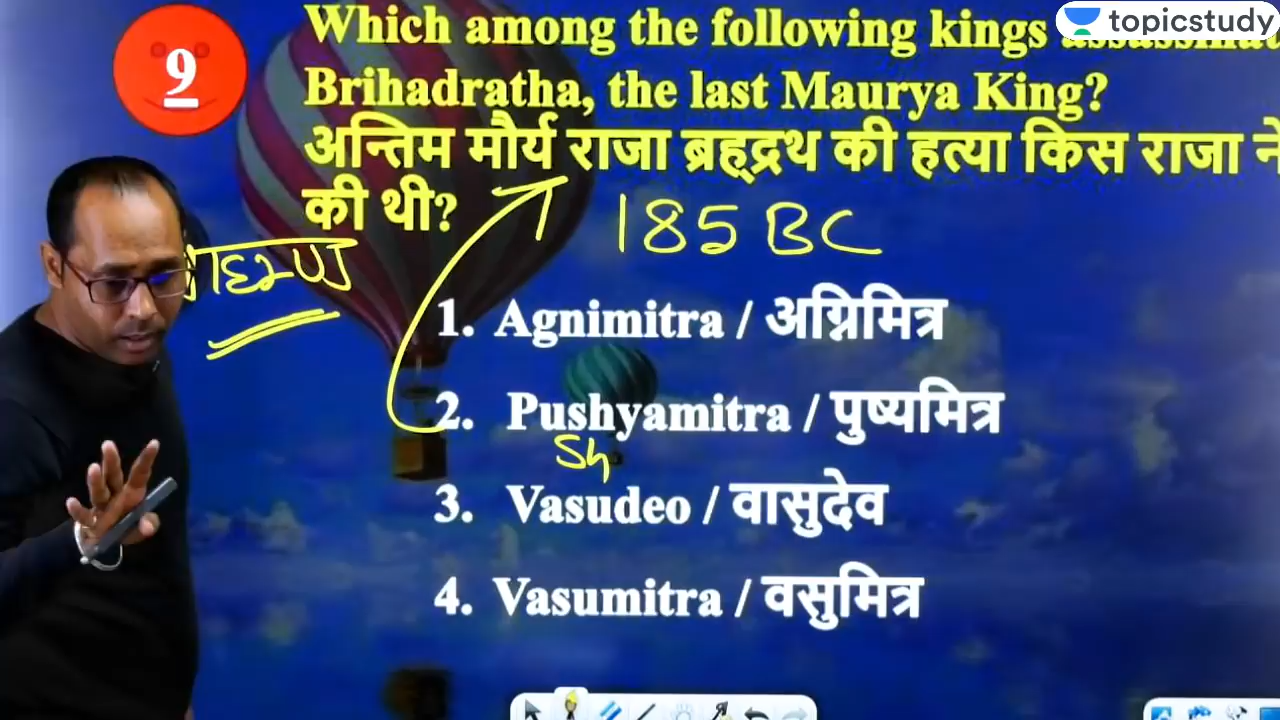 topicstudy
9
Which among the following kings
Brihadratha, the last Maurya King?
अन्तिम मौर्य राजा ब्रह्द्रथ की हत्या किस राजा ने
की थी?
185 BC
1. Agnimitra / अग्निमित्र
2. Pushyamitra / पुष्यमित्र
3. Vasudeo / वासुदेव
4. Vasumitra / वसुमित्र